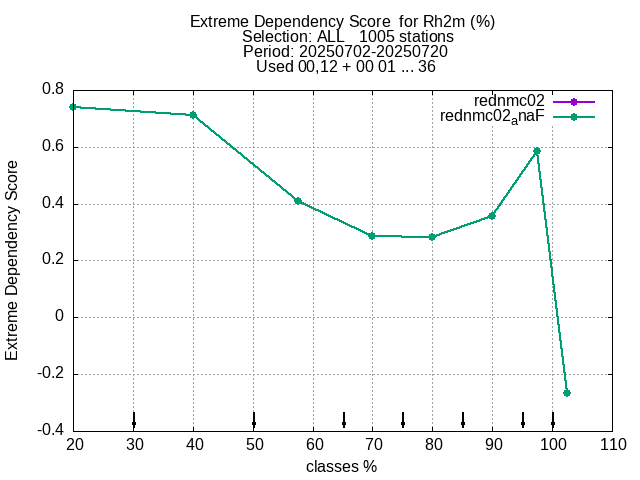 Extreme Dependency Score  for Rh2m (%)
Selection: ALL   1005 stations
Period: 20250702-20250720
Used 00,12 + 00 01 ... 36
rednmc02
rednmc02anaF
Extreme Dependency Score
0.8
0.6
0.4
0.2
0
-0.2
-0.4
20 30 40 50 60 70 80 90 100 110
classes %